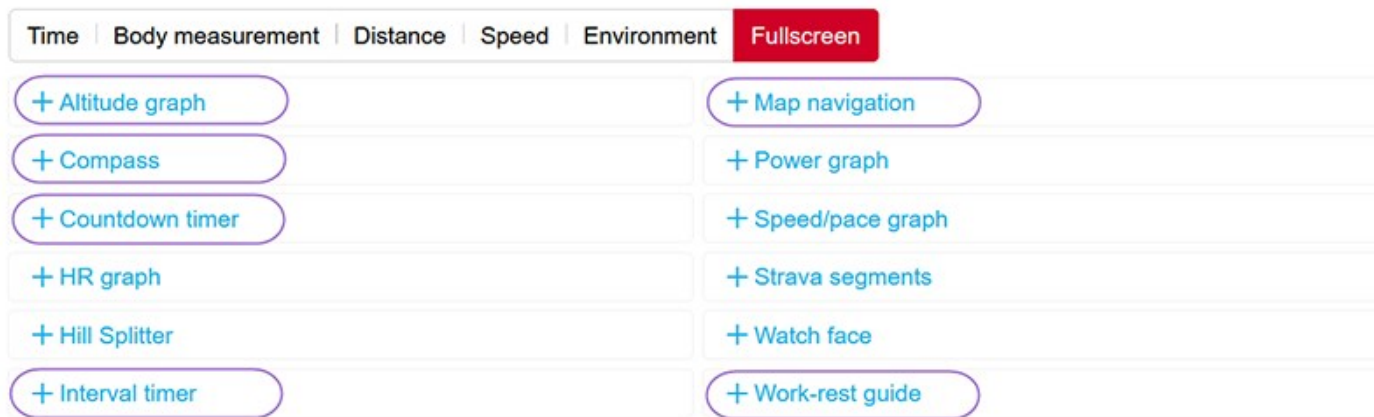 Time Body measurement Distance Speed Environment Fullscreen
+ Altitude graph
+ Compass
+ Countdown timer
+ HR graph
+ Hill Splitter
+ Interval timer
+ Map navigation
+ Power graph
+ Speed/pace graph
+ Strava segments
+ Watch face
+ Work-rest guide